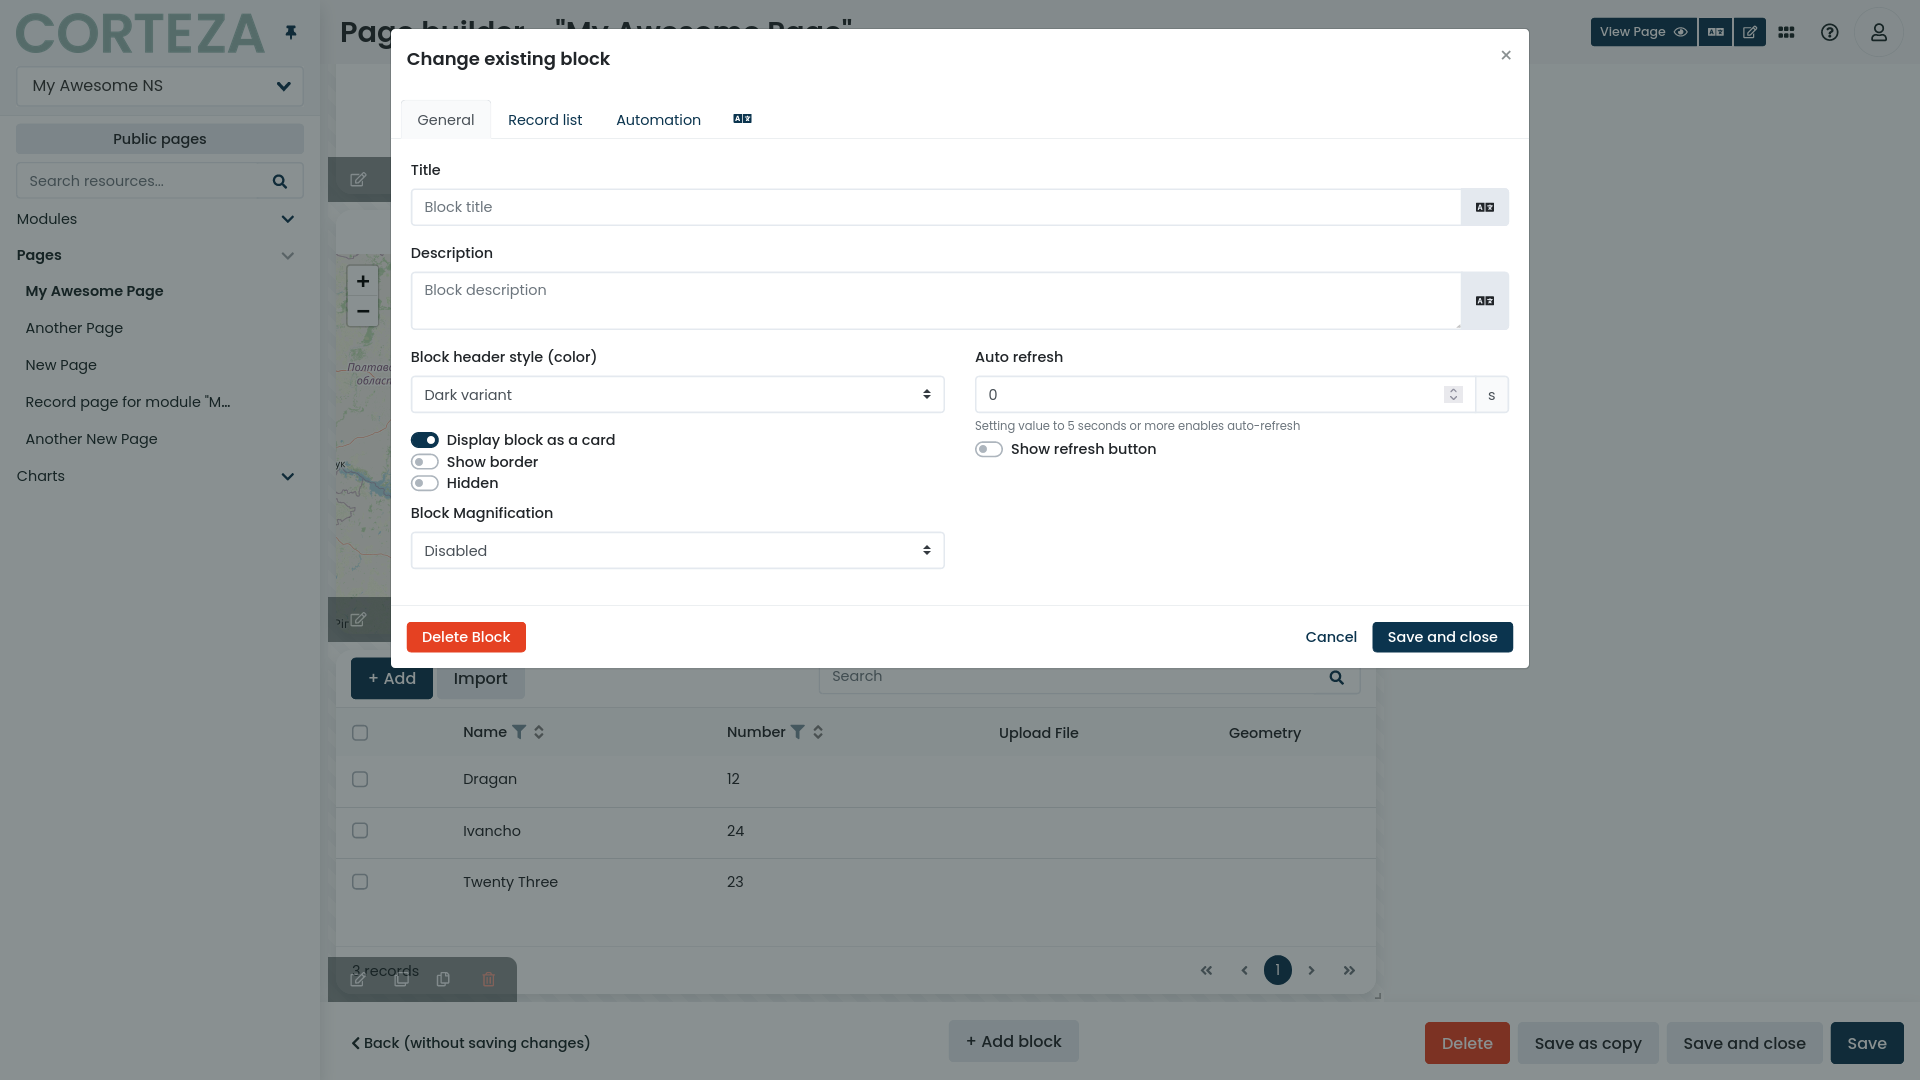 CORTEZA
My Awesome NS
Public pages
Search resources...
Modules
Pages
My Awesome Page
Another Page
New Page
Record page for module "M...
Another New Page
Charts
Page builder - "My Awesome Page"
View Page
Change existing block
×
General
Record list
Automation
Title
Block title
Description
Block description
Block header style (color)
Dark variant
Auto refresh
0
s
Setting value to 5 seconds or more enables auto-refresh
Display block as a card
Show border
Hidden
Show refresh button
Block Magnification
Disabled
Delete Block
Cancel
Save and close
+
−
+ Add
Import
Search
Name
Number
Upload File
Geometry
Dragan
12
Ivancho
24
Twenty Three
23
3 records
«
‹
1
›
»
Back (without saving changes)
+ Add block
Delete
Save as copy
Save and close
Save